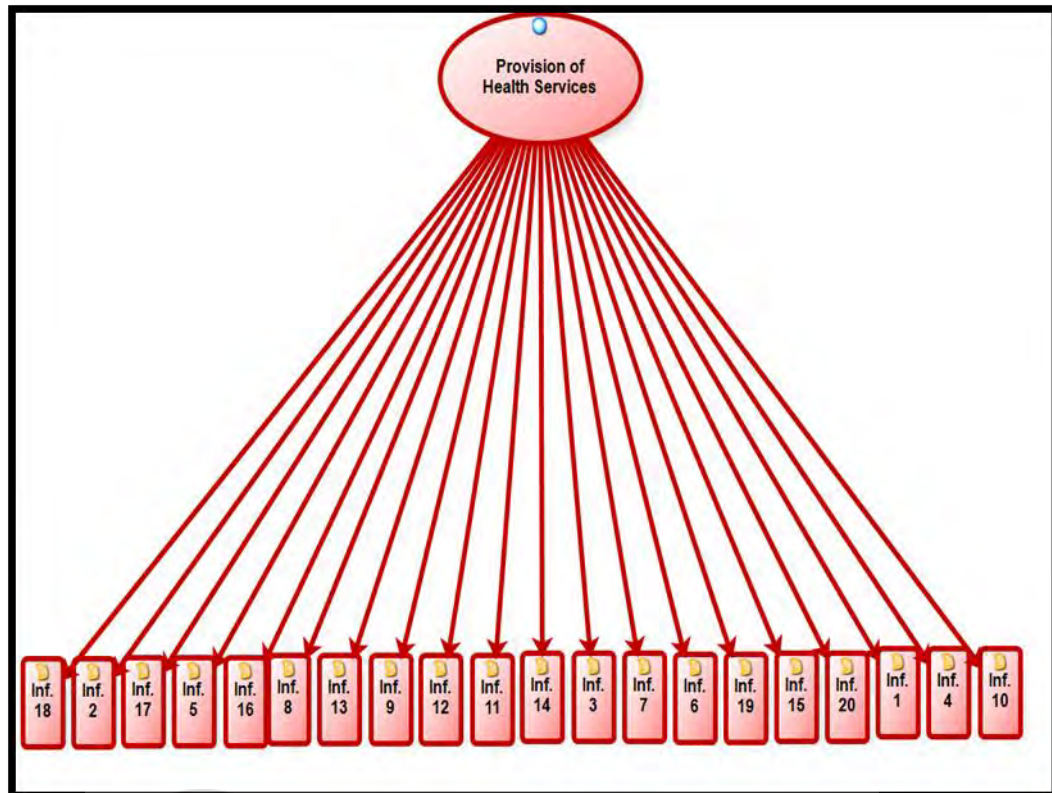 Provision of
Health Services
Inf.
18
Inf.
2
Inf.
17
Inf.
5
Inf.
16
Inf.
8
Inf.
13
Inf.
9
Inf.
12
Inf.
11
Inf.
14
Inf.
3
Inf.
7
Inf.
6
Inf.
19
Inf.
15
Inf.
20
Inf.
1
Inf.
4
Inf.
10